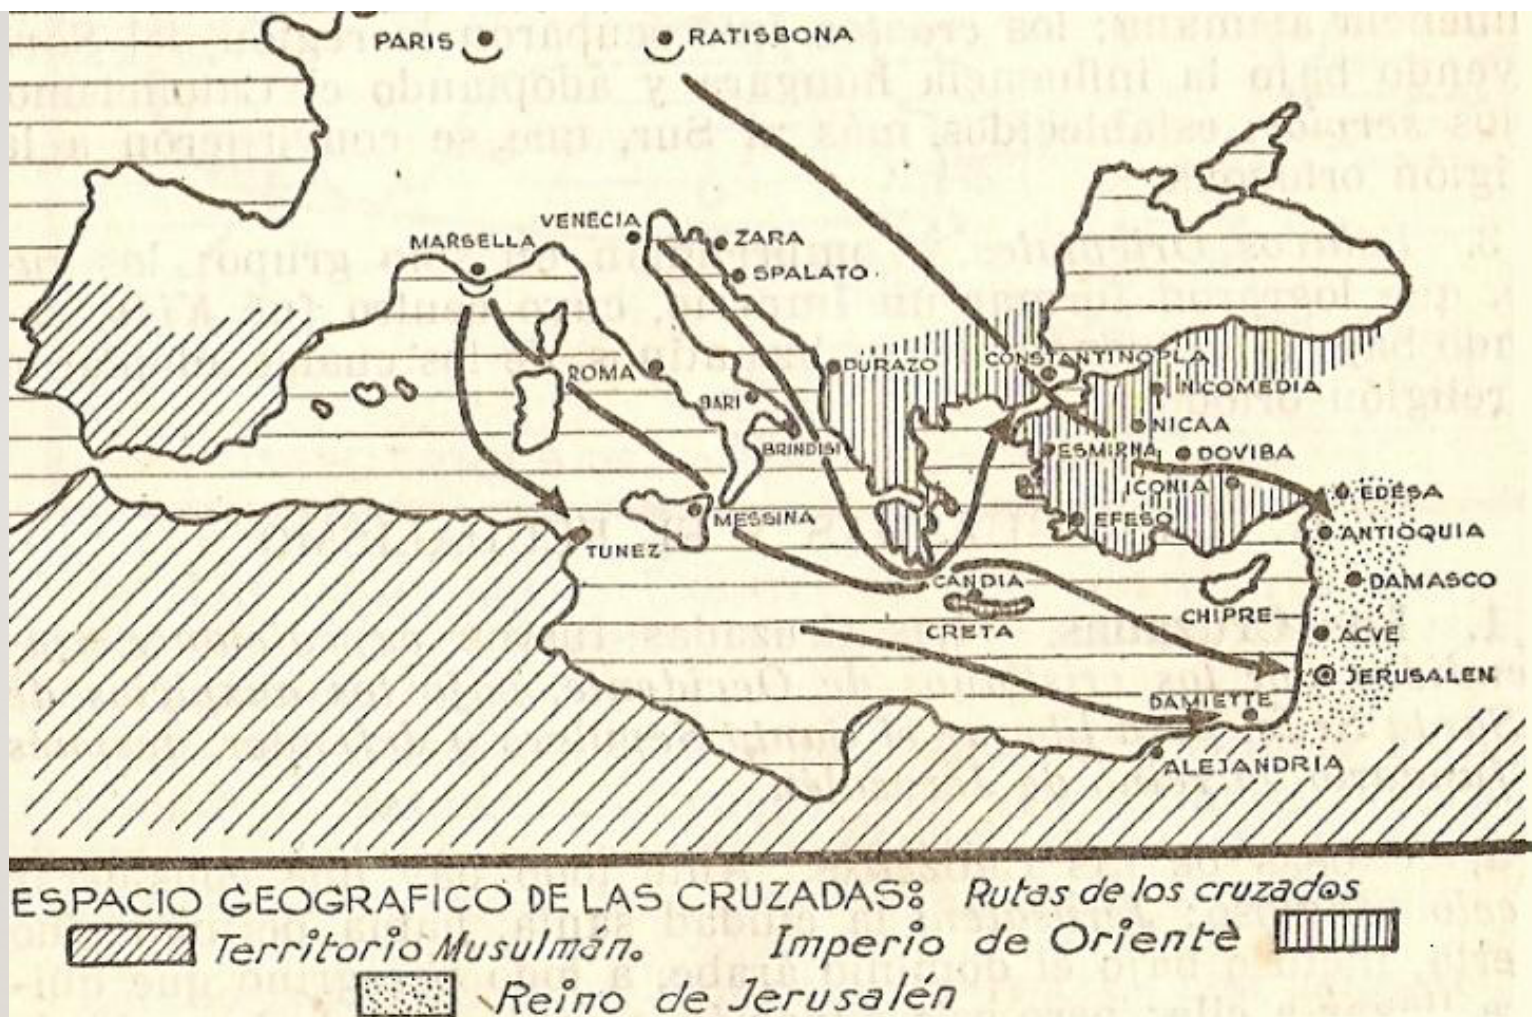 PARIS
RATISBONA
VENECIA
MARSELLA
ZARA
SPALATO
DURAZO
CONSTANTINOPLA
ROMA
NICOMEDIA
BARI
NICAA
BRINDISI
ESMIRNA
DOVIBA
ICONIA
EDESA
MESSINA
EFESO
ANTIOQUIA
TUNEZ
CANDIA
DAMASCO
CHIPRE
CRETA
ACVE
JERUSALEN
DAMIETTE
ALEJANDRIA
ESPACIO GEOGRAFICO DE LAS CRUZADAS: Rutas de los cruzados
Territorio Musulmán. Imperio de Orientè
Reino de Jerusalén